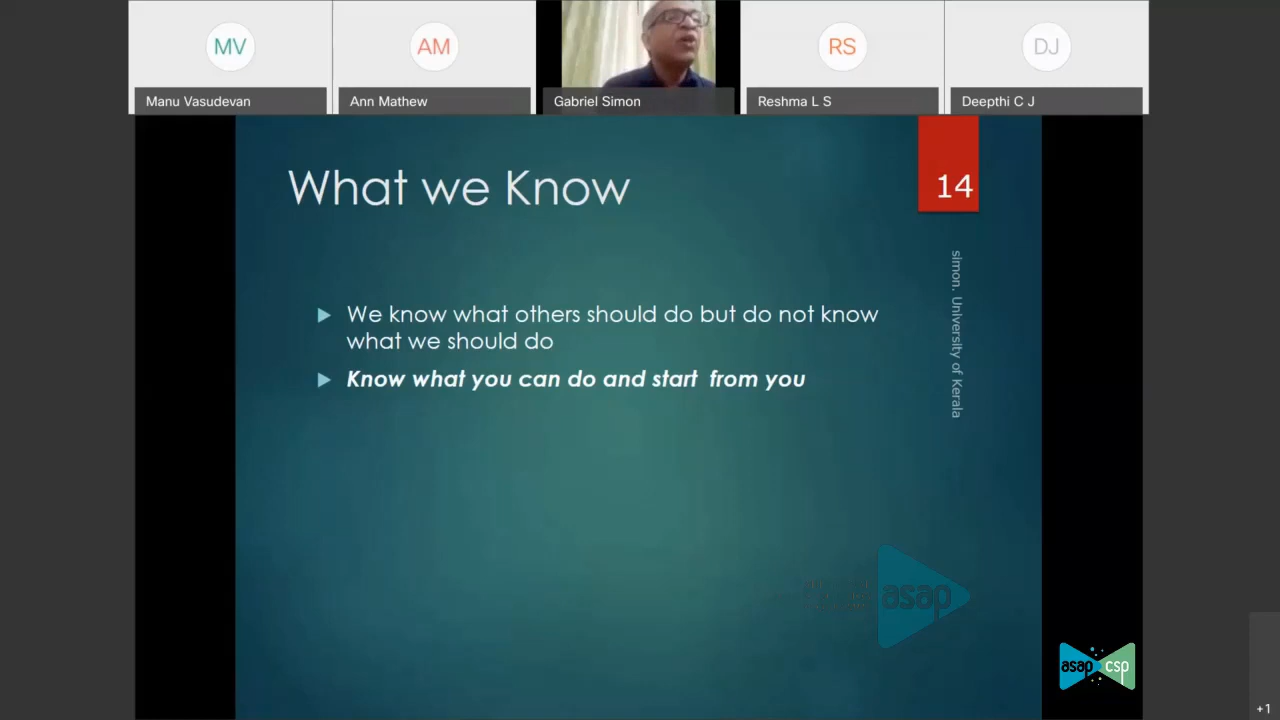 MV
AM
RS
DJ
Manu Vasudevan
Ann Mathew
Gabriel Simon
Reshma L S
Deepthi C J
What we Know
14
We know what others should do but do not know
what we should do
Know what you can do and start from you
simon. University of Kerala
asap
asap csp
+1